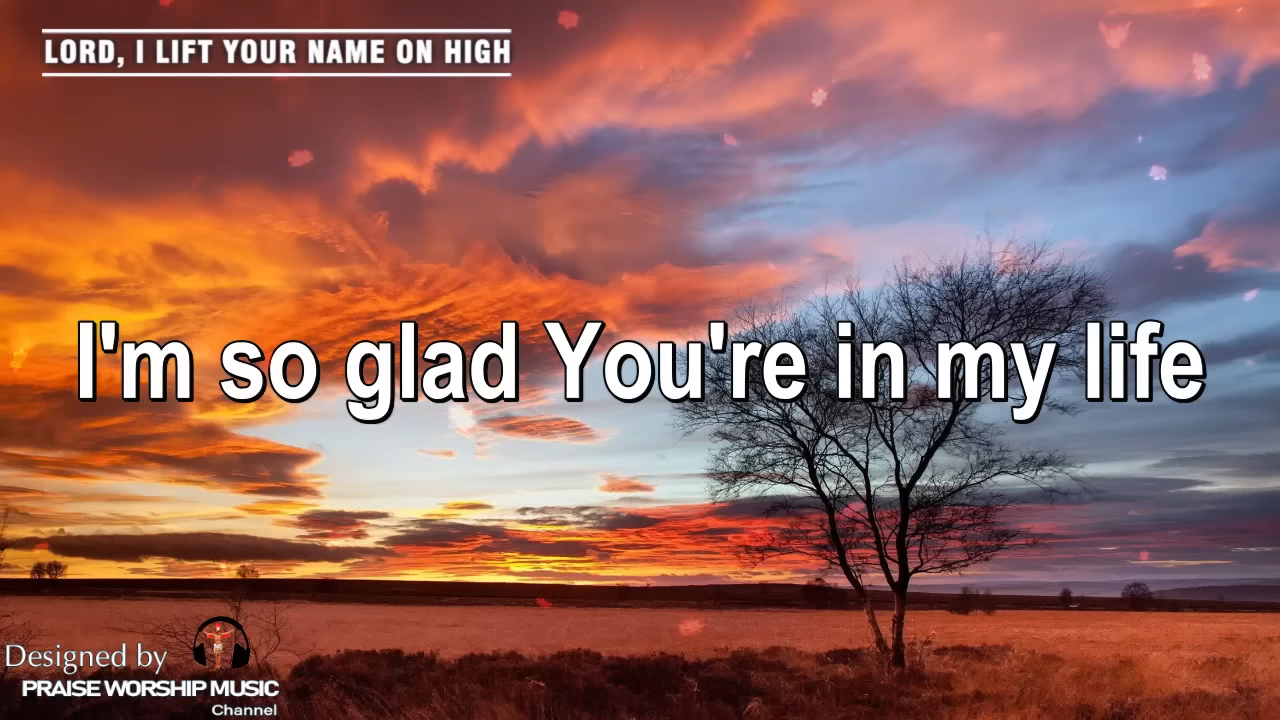 LORD, I LIFT YOUR NAME ON HIGH
I'm so glad You're in my life
Designed by
PRAISE WORSHIP MUSIC
Channel